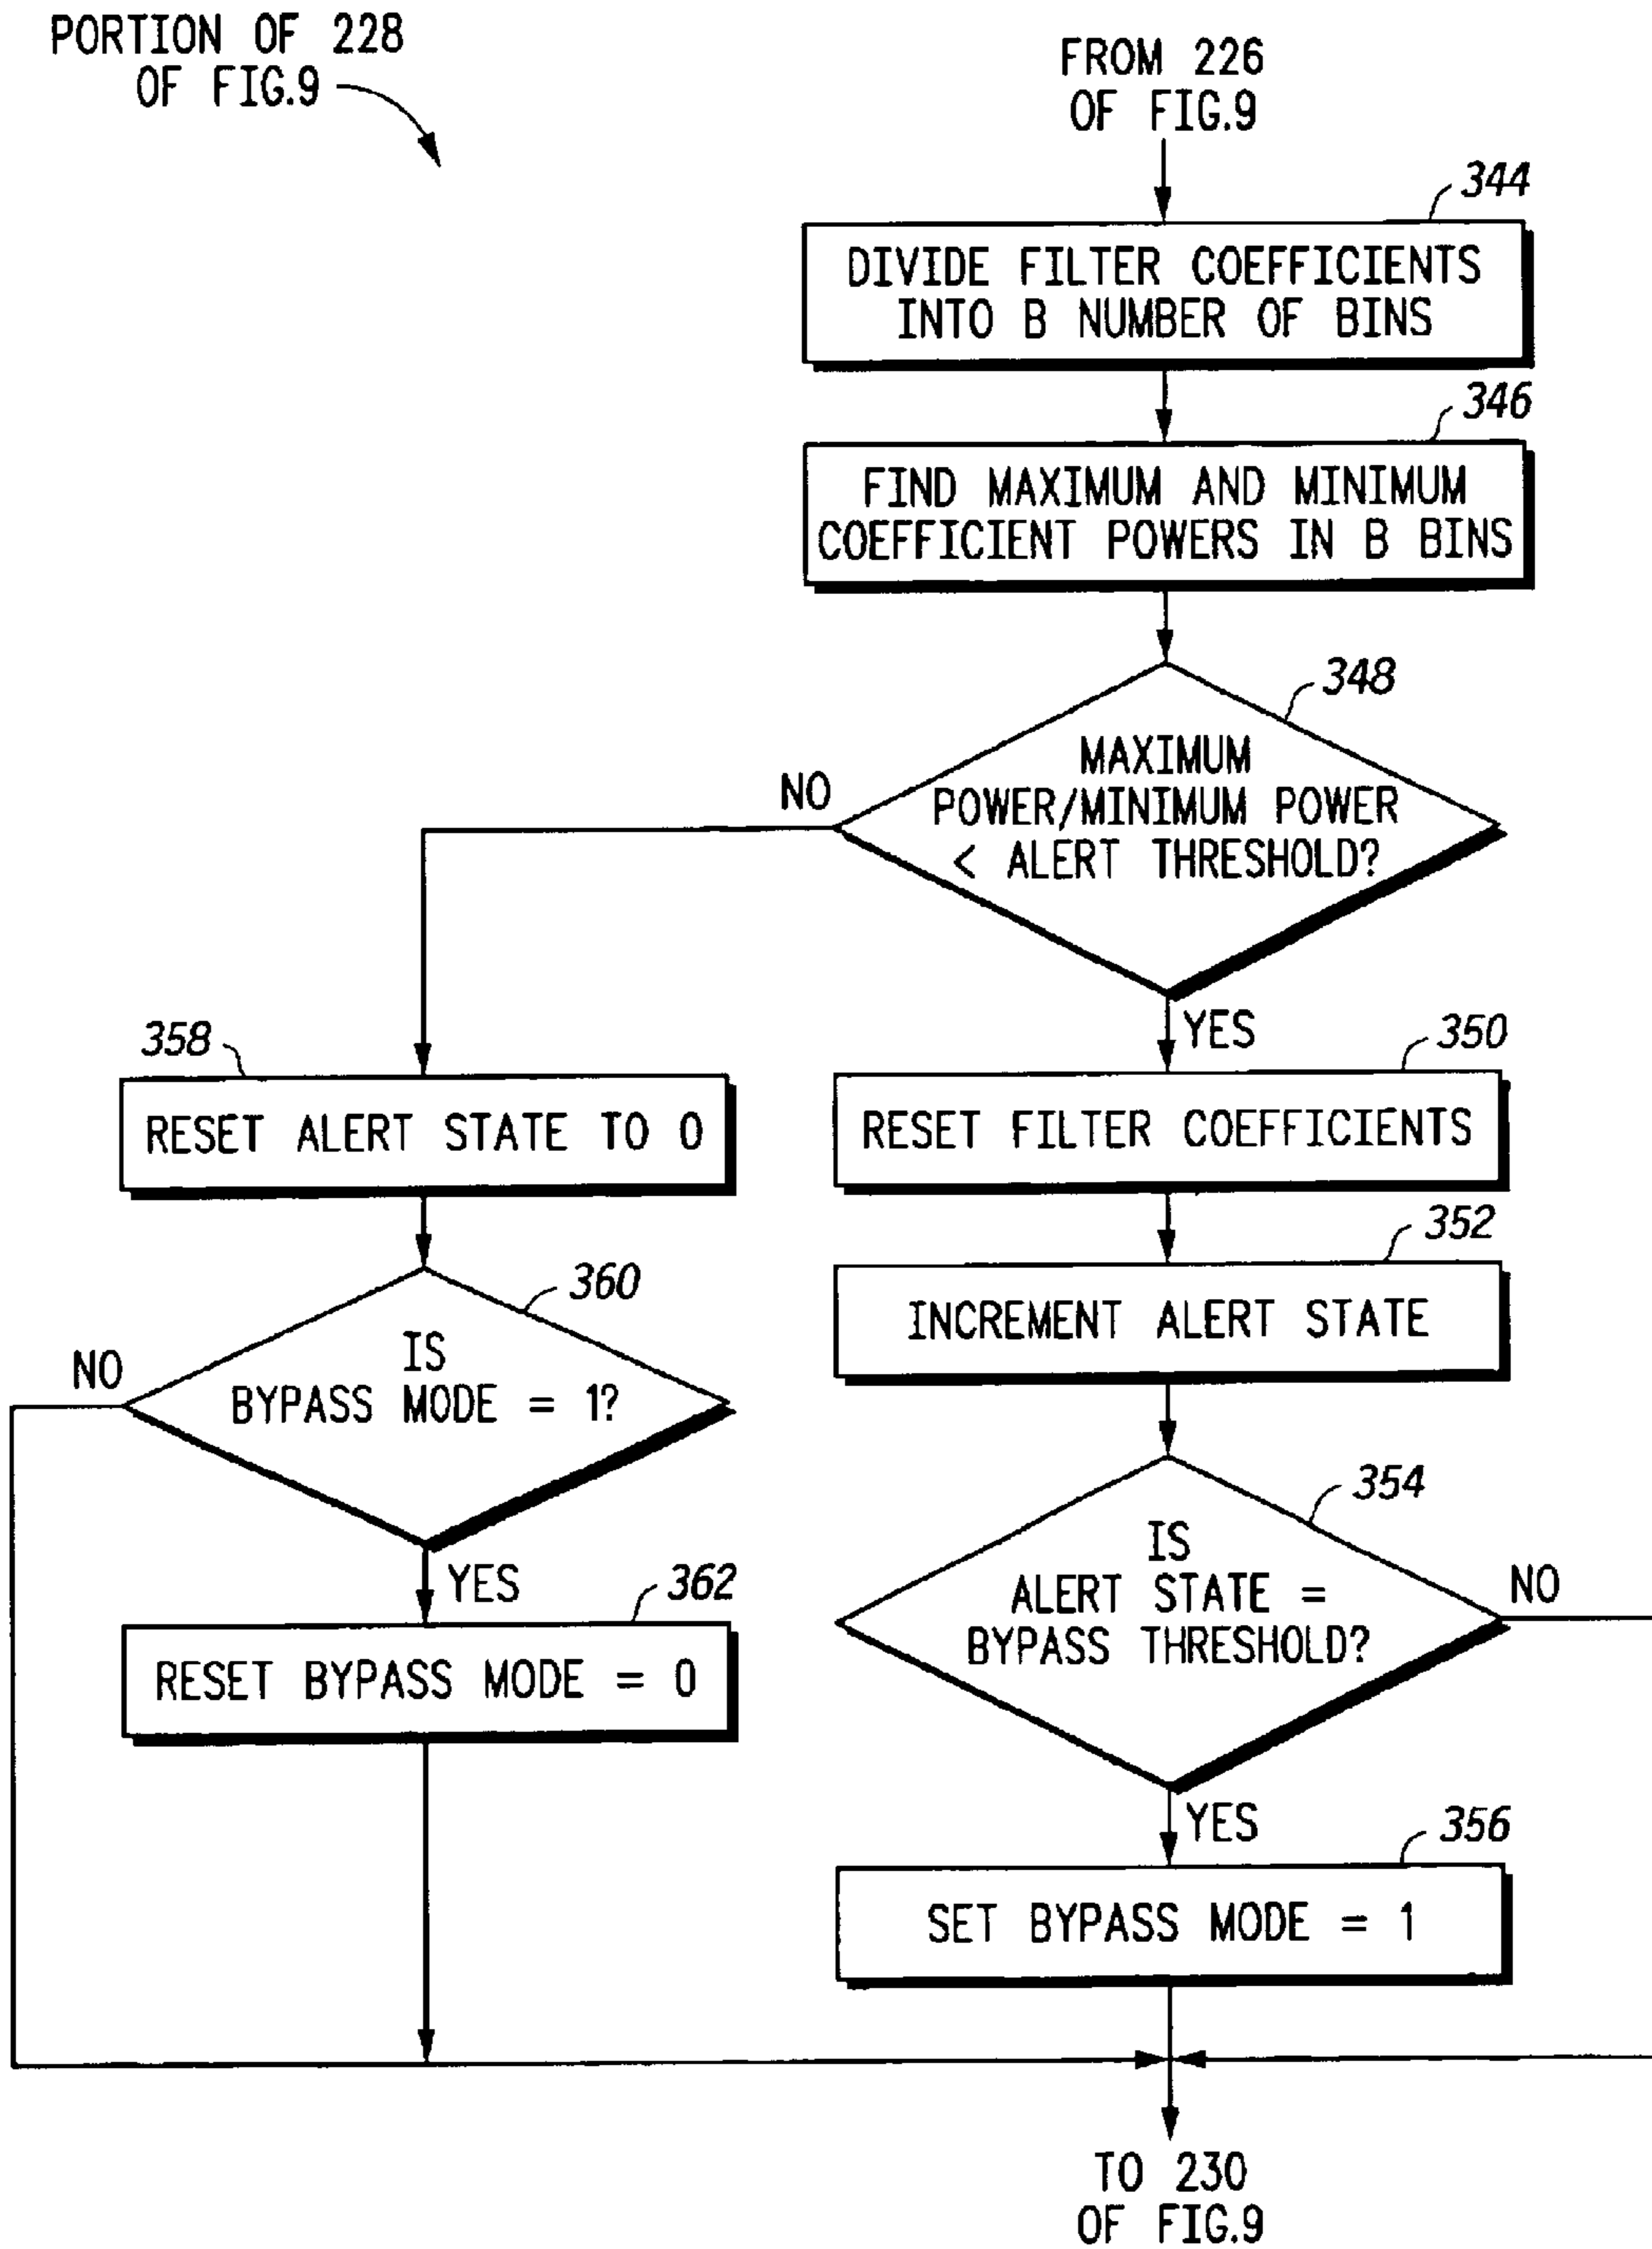 PORTION OF 228
OF FIG.9
FROM 226
OF FIG.9
344
DIVIDE FILTER COEFFICIENTS
INTO B NUMBER OF BINS
346
FIND MAXIMUM AND MINIMUM
COEFFICIENT POWERS IN B BINS
348
MAXIMUM
POWER/MINIMUM POWER
< ALERT THRESHOLD?
NO
YES
358
RESET ALERT STATE TO 0
350
RESET FILTER COEFFICIENTS
352
INCREMENT ALERT STATE
360
IS
BYPASS MODE = 1?
NO
YES
354
IS
ALERT STATE =
BYPASS THRESHOLD?
NO
YES
362
RESET BYPASS MODE = 0
356
SET BYPASS MODE = 1
TO 230
OF FIG.9